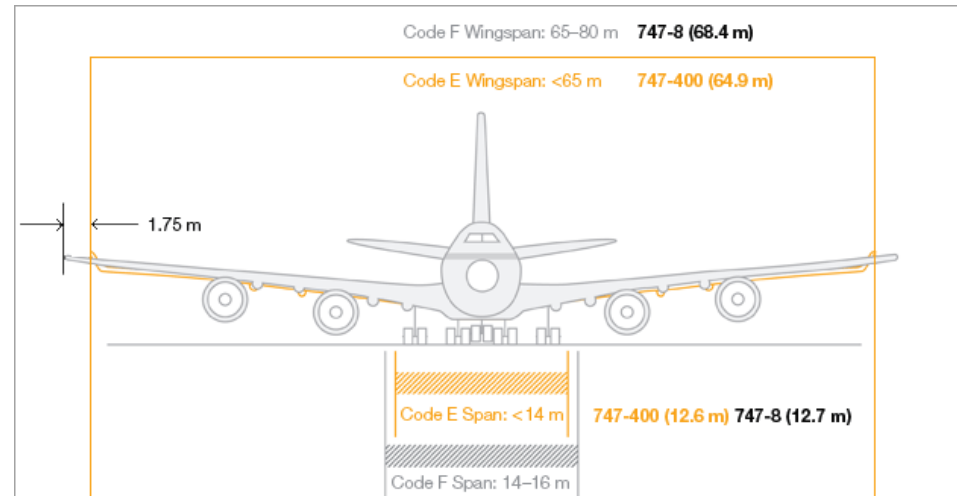 Code F Wingspan: 65–80 m 747-8 (68.4 m)
Code E Wingspan: <65 m 747-400 (64.9 m)
1.75 m
Code E Span: <14 m 747-400 (12.6 m) 747-8 (12.7 m)
Code F Span: 14–16 m